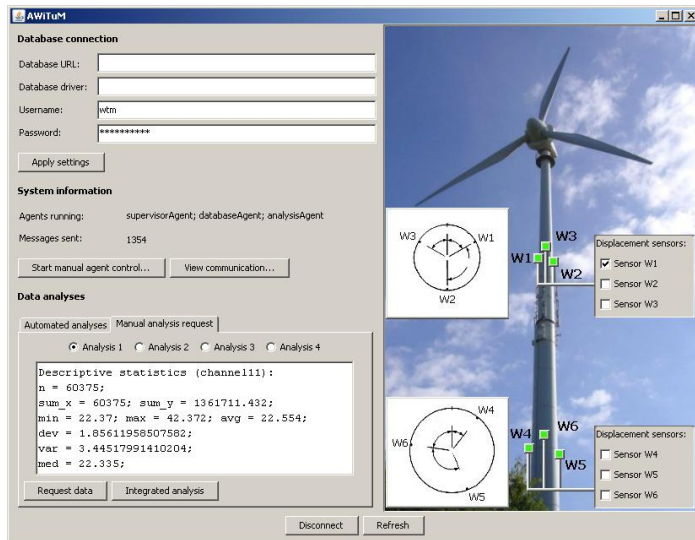 AWiTuM
Database connection
Database URL:
Database driver:
Username: wtm
Password: **********
Apply settings
System information
Agents running: supervisorAgent; databaseAgent; analysisAgent
Messages sent: 1354
Start manual agent control... View communication...
Data analyses
Automated analyses Manual analysis request
Analysis 1 Analysis 2 Analysis 3 Analysis 4
Descriptive statistics (channel11):
n = 60375;
sum_x = 60375; sum_y = 1361711.432;
min = 22.37; max = 42.372; avg = 22.554;
dev = 1.85611958507582;
var = 3.44517991410204;
med = 22.335;
Request data Integrated analysis
W3 W1
W2
W3
W1
W2
Displacement sensors:
Sensor W1
Sensor W2
Sensor W3
W4
W6
W5
W6
W4
W5
Displacement sensors:
Sensor W4
Sensor W5
Sensor W6
Disconnect Refresh